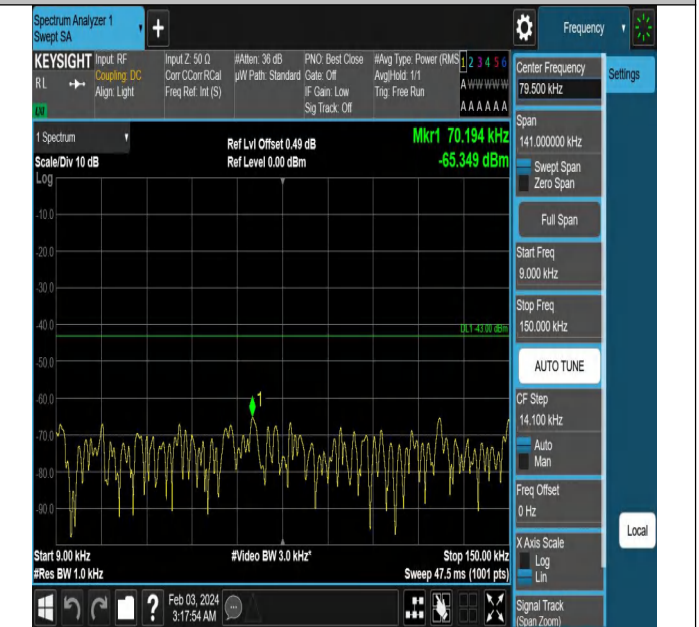 Spectrum Analyzer 1
Swept SA
+
Frequency
KEYSIGHT
RL
Input: RF
Coupling: DC
Align: Light
Input Z: 50 Ω
Corr CCorr RCal
Freq Ref: Int (S)
#Atten: 36 dB
µW Path: Standard
PNO: Best Close
Gate: Off
IF Gain: Low
Sig Track: Off
#Avg Type: Power (RMS
Avg|Hold: 1/1
Trig: Free Run
1 2 3 4 5 6
A W W W W W
A A A A A A
1 Spectrum
Scale/Div 10 dB
Log
Ref Lvl Offset 0.49 dB
Ref Level 0.00 dBm
Mkr1 70.194 kHz
-65.349 dBm
-10.0
-20.0
-30.0
-40.0
DL1 -43.00 dBm
-50.0
-60.0
1
-70.0
-80.0
-90.0
Start 9.00 kHz
#Res BW 1.0 kHz
#Video BW 3.0 kHz*
Stop 150.00 kHz
Sweep 47.5 ms (1001 pts)
?
Feb 03, 2024
3:17:54 AM
Center Frequency
79.500 kHz
Settings
Span
141.000000 kHz
Swept Span
Zero Span
Full Span
Start Freq
9.000 kHz
Stop Freq
150.000 kHz
AUTO TUNE
CF Step
14.100 kHz
Auto
Man
Freq Offset
0 Hz
X Axis Scale
Log
Lin
Local
Signal Track
(Span Zoom)